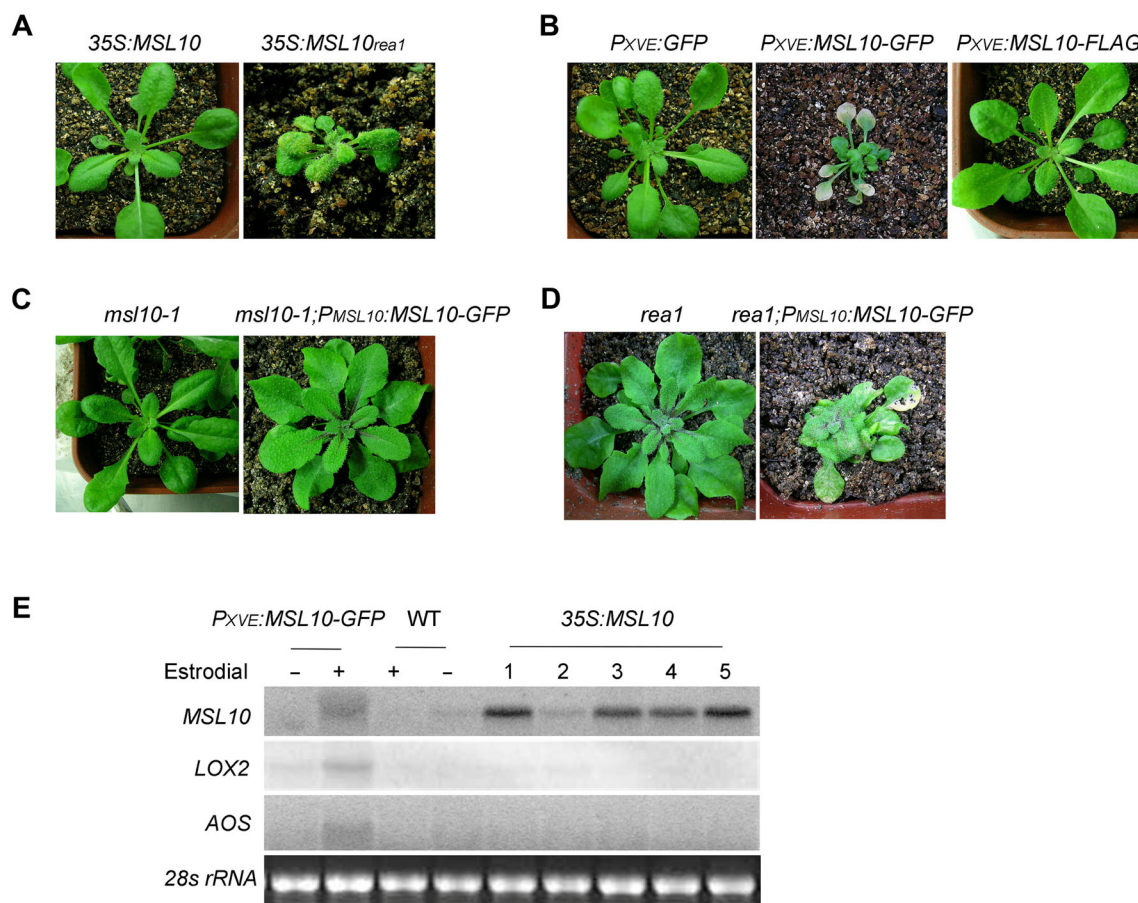 A
35S:MSL10 35S:MSL10rea1
B
PXVE:GFP PXVE:MSL10-GFP PXVE:MSL10-FLAG
C
msl10-1 msl10-1;PMSL10:MSL10-GFP
D
rea1 rea1;PMSL10:MSL10-GFP
E
PXVE:MSL10-GFP WT 35S:MSL10
Estrodial – + + – 1 2 3 4 5
MSL10
LOX2
AOS
28s rRNA